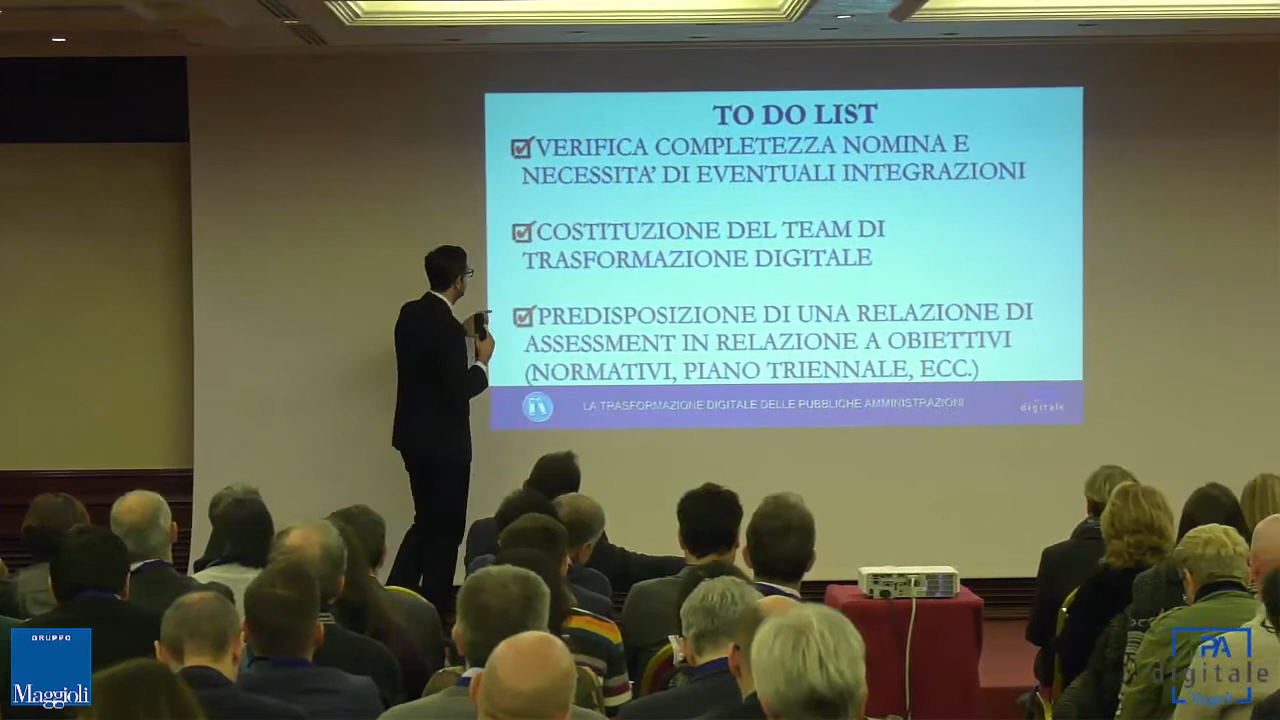 TO DO LIST
VERIFICA COMPLETEZZA NOMINA E
NECESSITA' DI EVENTUALI INTEGRAZIONI
COSTITUZIONE DEL TEAM DI
TRASFORMAZIONE DIGITALE
PREDISPOSIZIONE DI UNA RELAZIONE DI
ASSESSMENT IN RELAZIONE A OBIETTIVI
(NORMATIVI, PIANO TRIENNALE, ECC.)
LA TRASFORMAZIONE DIGITALE DELLE PUBBLICHE AMMINISTRAZIONI
digitale
GRUPPO
Maggioli
PA
digitale
Maggioli